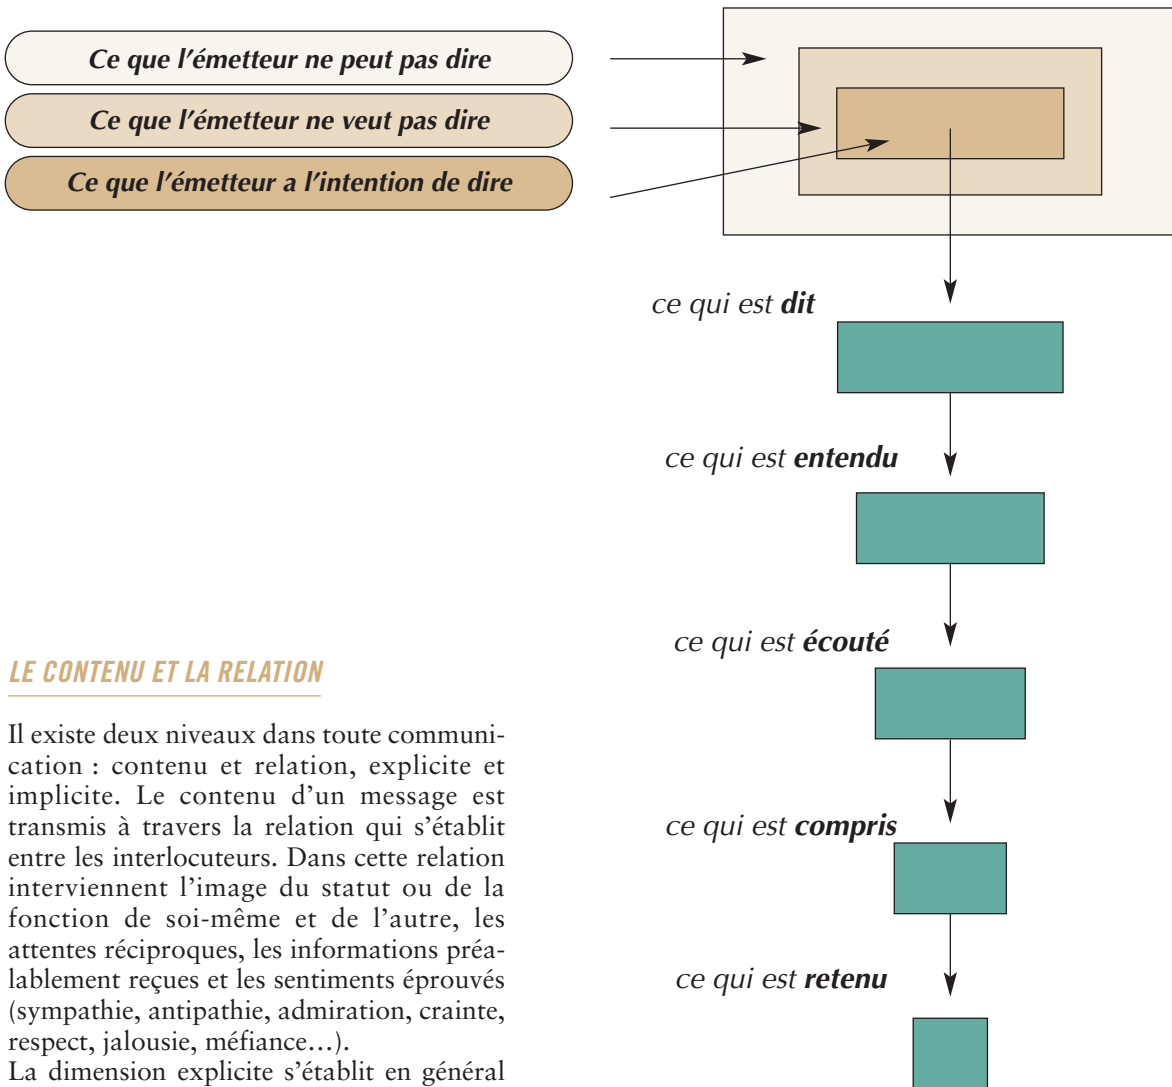 Ce que l'émetteur ne peut pas dire
Ce que l'émetteur ne veut pas dire
Ce que l'émetteur a l'intention de dire
ce qui est dit
ce qui est entendu
ce qui est écouté
ce qui est compris
ce qui est retenu
LE CONTENU ET LA RELATION
Il existe deux niveaux dans toute communi-
cation : contenu et relation, explicite et
implicite. Le contenu d'un message est
transmis à travers la relation qui s'établit
entre les interlocuteurs. Dans cette relation
interviennent l'image du statut ou de la
fonction de soi-même et de l'autre, les
attentes réciproques, les informations préa-
lablement reçues et les sentiments éprouvés
(sympathie, antipathie, admiration, crainte,
respect, jalousie, méfiance…).
La dimension explicite s'établit en général